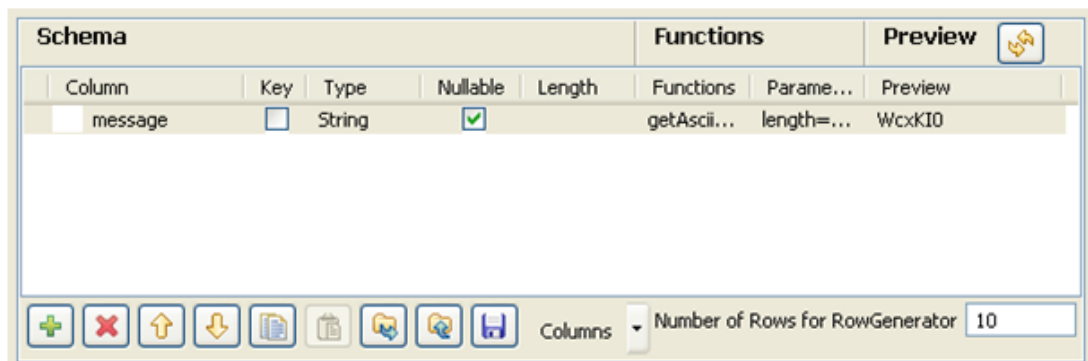 Schema Functions Preview
Column Key Type Nullable Length Functions Parame... Preview
message String getAscii... length=... WcxKI0
Columns Number of Rows for RowGenerator 10